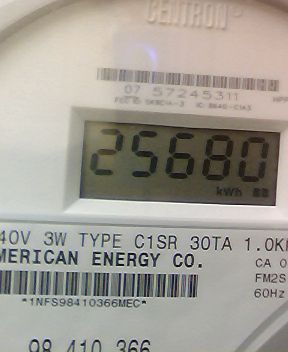 CENTRON
07 57245311
25680
kWh
40V 3W TYPE C1SR 30TA 1.0K
MERICAN ENERGY CO.
CA 0
FM2S
60Hz
*1NFS98410366MEC*
98 410 366